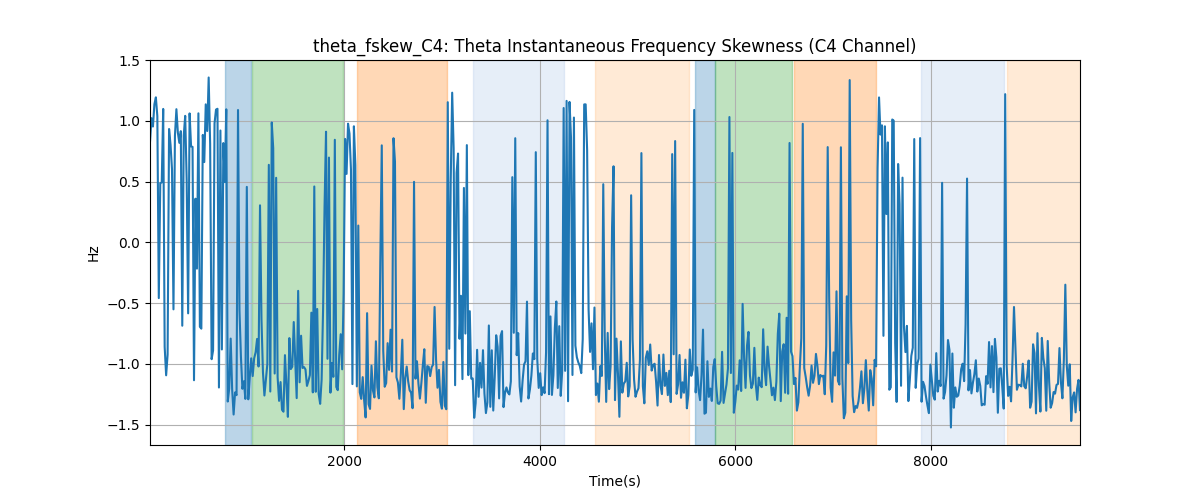 theta_fskew_C4: Theta Instantaneous Frequency Skewness (C4 Channel)
1.5
1.0
0.5
0.0
−0.5
−1.0
−1.5
Hz
2000 4000 6000 8000
Time(s)